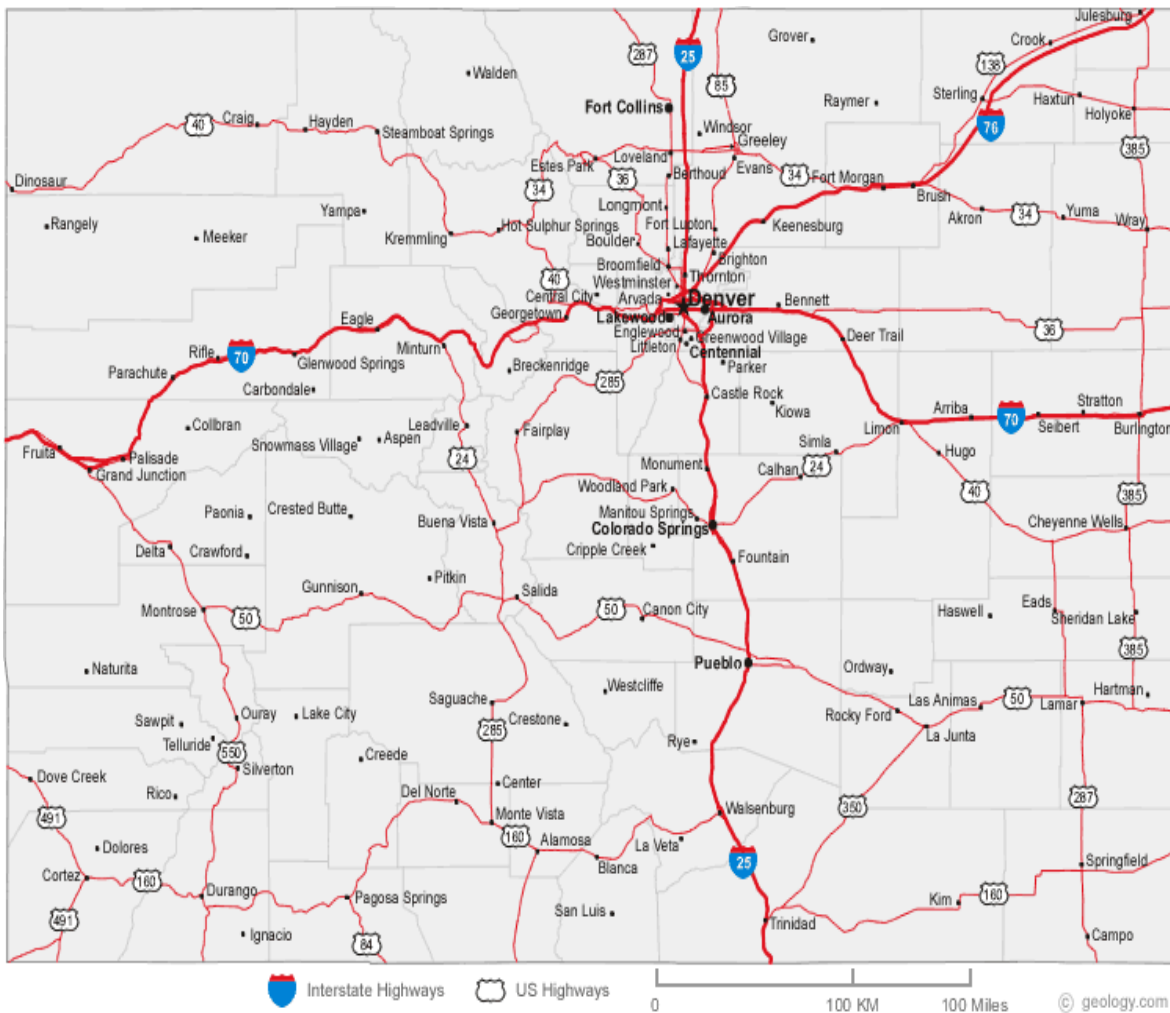 Julesburg
Grover
Crook
287
25
138
Walden
85
Sterling
Haxtun
Fort Collins
Raymer
Holyoke
76
Craig
40
Hayden
Steamboat Springs
Windsor
Greeley
385
Loveland
Estes Park
Evans
36
34
Berthoud
34
Fort Morgan
Dinosaur
Brush
Longmont
Yampa
Akron
34
Yuma
Wray
Rangely
Hot Sulphur Springs
Fort Lupton
Keenesburg
Meeker
Kremmling
Boulder
Lafayette
Brighton
Broomfield
Thornton
40
Westminster
Central City
Arvada
Denver
Bennett
Georgetown
Lakewood
Aurora
Eagle
Englewood
Greenwood Village
Deer Trail
36
Littleton
Centennial
Minturn
Rifle
70
Glenwood Springs
Breckenridge
Parker
Parachute
285
Carbondale
Castle Rock
Kiowa
Arriba
70
Stratton
Collbran
Leadville
Fairplay
Limon
Seibert
Burlington
Snowmass Village
Aspen
Simla
Fruita
Palisade
24
Monument
24
Hugo
Grand Junction
Calhan
Woodland Park
40
385
Paonia
Crested Butte
Manitou Springs
Buena Vista
Colorado Springs
Cheyenne Wells
Delta
Crawford
Cripple Creek
Fountain
Gunnison
Pitkin
Salida
Montrose
50
50
Canon City
Haswell
Eads
Sheridan Lake
385
Naturita
Pueblo
Ordway
Westcliffe
Hartman
Saguache
Las Animas
50
Lamar
Sawpit
Ouray
Lake City
Crestone
Rocky Ford
285
La Junta
Telluride
550
Rye
Creede
Silverton
Dove Creek
Center
Rico
Del Norte
287
350
491
Monte Vista
Walsenburg
160
Alamosa
La Veta
Dolores
Blanca
25
Springfield
Cortez
160
Durango
Pagosa Springs
Kim
160
491
San Luis
Trinidad
Ignacio
84
Campo
Interstate Highways
US Highways
0
100 KM
100 Miles
© geology.com